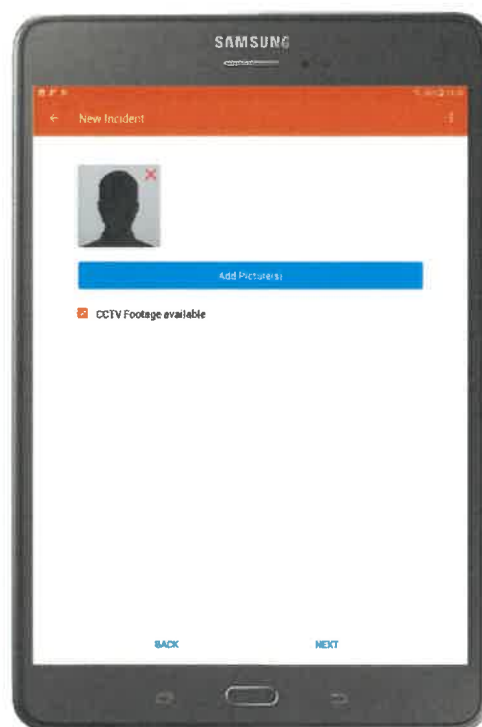 SAMSUNG
New Incident
Add Picture(s)
CCTV Footage available
BACK
NEXT